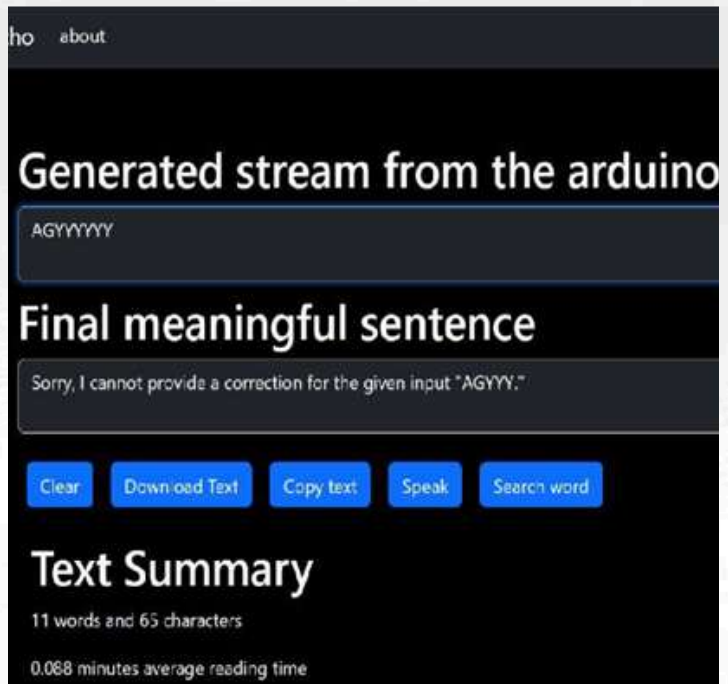 ho about
Generated stream from the arduino
AGYYYYYY
Final meaningful sentence
Sorry, I cannot provide a correction for the given input "AGYYY."
Clear Download Text Copy text Speak Search word
Text Summary
11 words and 65 characters
0.088 minutes average reading time